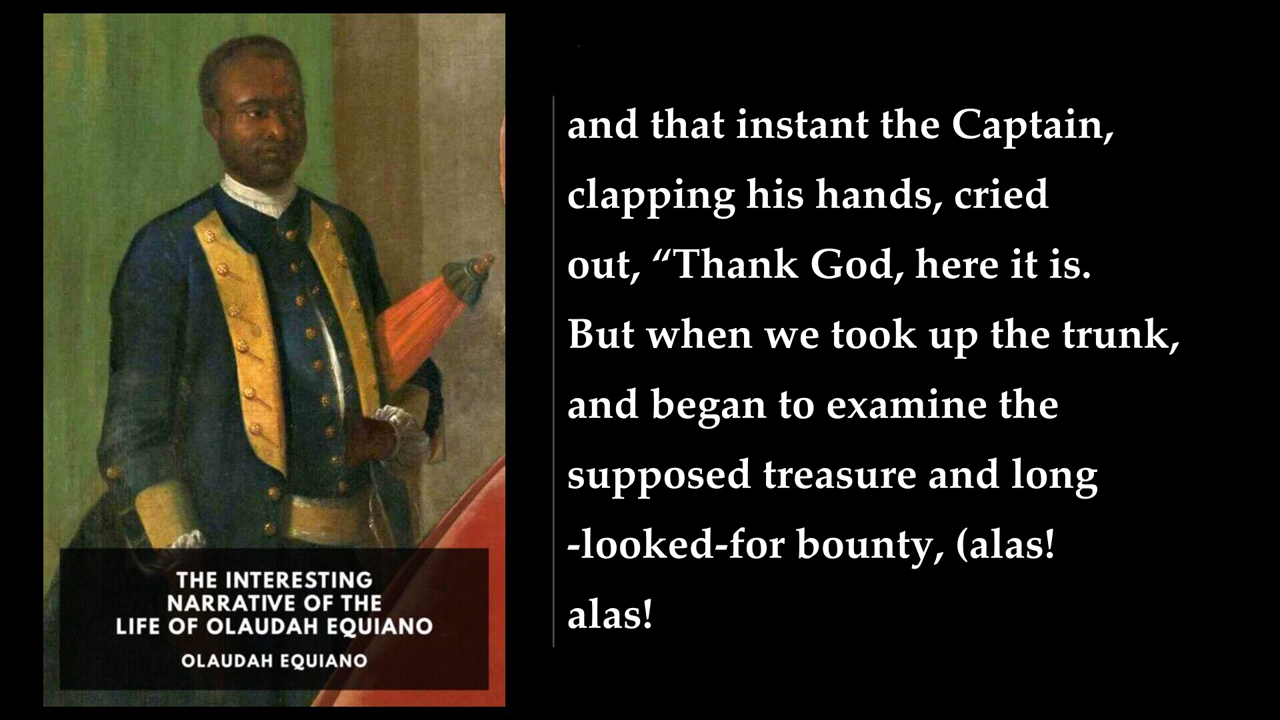 THE INTERESTING
NARRATIVE OF THE
LIFE OF OLAUDAH EQUIANO
OLAUDAH EQUIANO
and that instant the Captain,
clapping his hands, cried
out, “Thank God, here it is.
But when we took up the trunk,
and began to examine the
supposed treasure and long
-looked-for bounty, (alas!
alas!